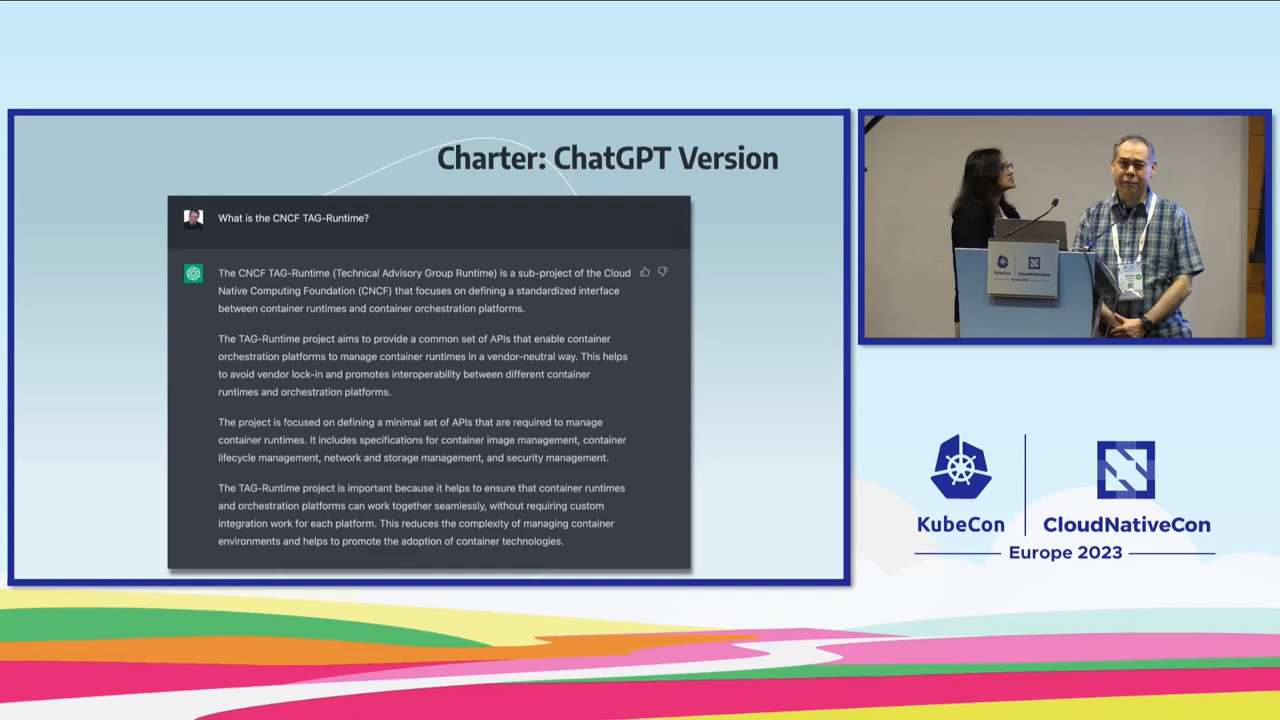 Charter: ChatGPT Version
What is the CNCF TAG-Runtime?
The CNCF TAG-Runtime (Technical Advisory Group Runtime) is a sub-project of the Cloud
Native Computing Foundation (CNCF) that focuses on defining a standardized interface
between container runtimes and container orchestration platforms.
The TAG-Runtime project aims to provide a common set of APIs that enable container
orchestration platforms to manage container runtimes in a vendor-neutral way. This helps
to avoid vendor lock-in and promotes interoperability between different container
runtimes and orchestration platforms.
The project is focused on defining a minimal set of APIs that are required to manage
container runtimes. It includes specifications for container image management, container
lifecycle management, network and storage management, and security management.
The TAG-Runtime project is important because it helps to ensure that container runtimes
and orchestration platforms can work together seamlessly, without requiring custom
integration work for each platform. This reduces the complexity of managing container
environments and helps to promote the adoption of container technologies.
KubeCon CloudNativeCon
KubeCon CloudNativeCon
Europe 2023